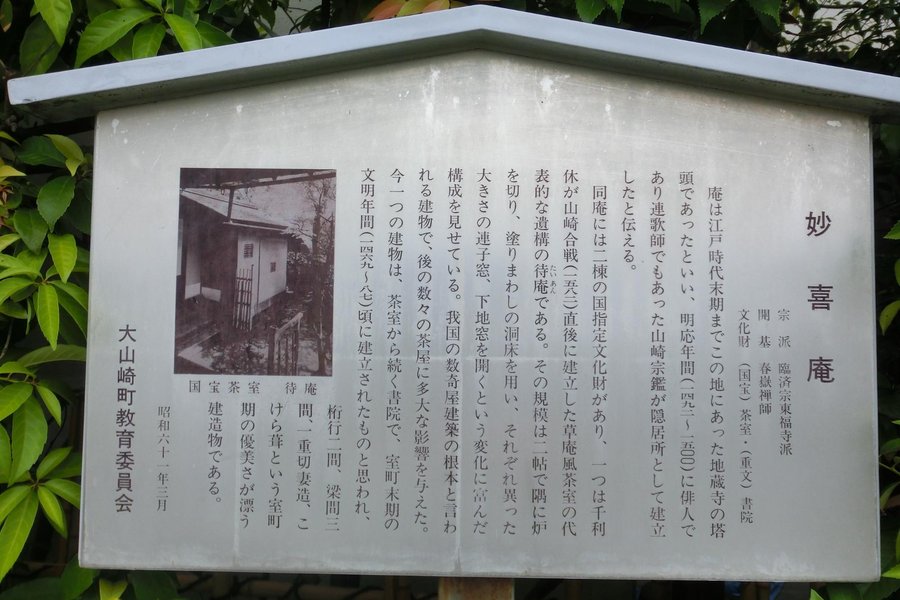 妙喜庵
宗派 臨済宗東福寺派
開基 春嶽禅師
文化財 (国宝)茶室・(重文)書院
庵は江戸時代末期までこの地にあった地蔵寺の塔
頭であったといい、明応年間(一四九二〜一五〇〇)に俳人で
あり連歌師でもあった山崎宗鑑が隠居所として建立
したと伝える。
同庵には二棟の国指定文化財があり、一つは千利
休が山崎合戦(一五八二)直後に建立した草庵風茶室の代
表的な遺構の待庵である。その規模は二帖で隅に炉
たいあん
を切り、塗りまわしの洞床を用い、それぞれ異った
大きさの連子窓、下地窓を開くという変化に富んだ
構成を見せている。我国の数奇屋建築の根本と言わ
れる建物で、後の数々の茶屋に多大な影響を与えた。
今一つの建物は、茶室から続く書院で、室町末期の
文明年間(一四六九〜八七)頃に建立されたものと思われ、
桁行二間、梁間三
間、一重切妻造、こ
けら葺という室町
期の優美さが漂う
建造物である。
国宝茶室 待庵
昭和六十一年三月
大山崎町教育委員会